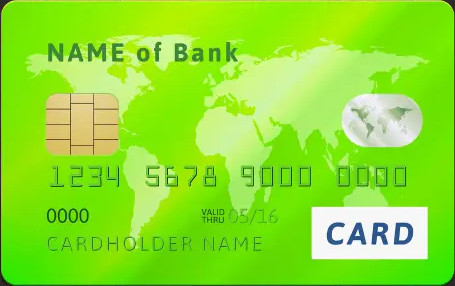 NAME of Bank
1234 5678 9000 0000
0000 VALID THRU 05/16
CARDHOLDER NAME
CARD